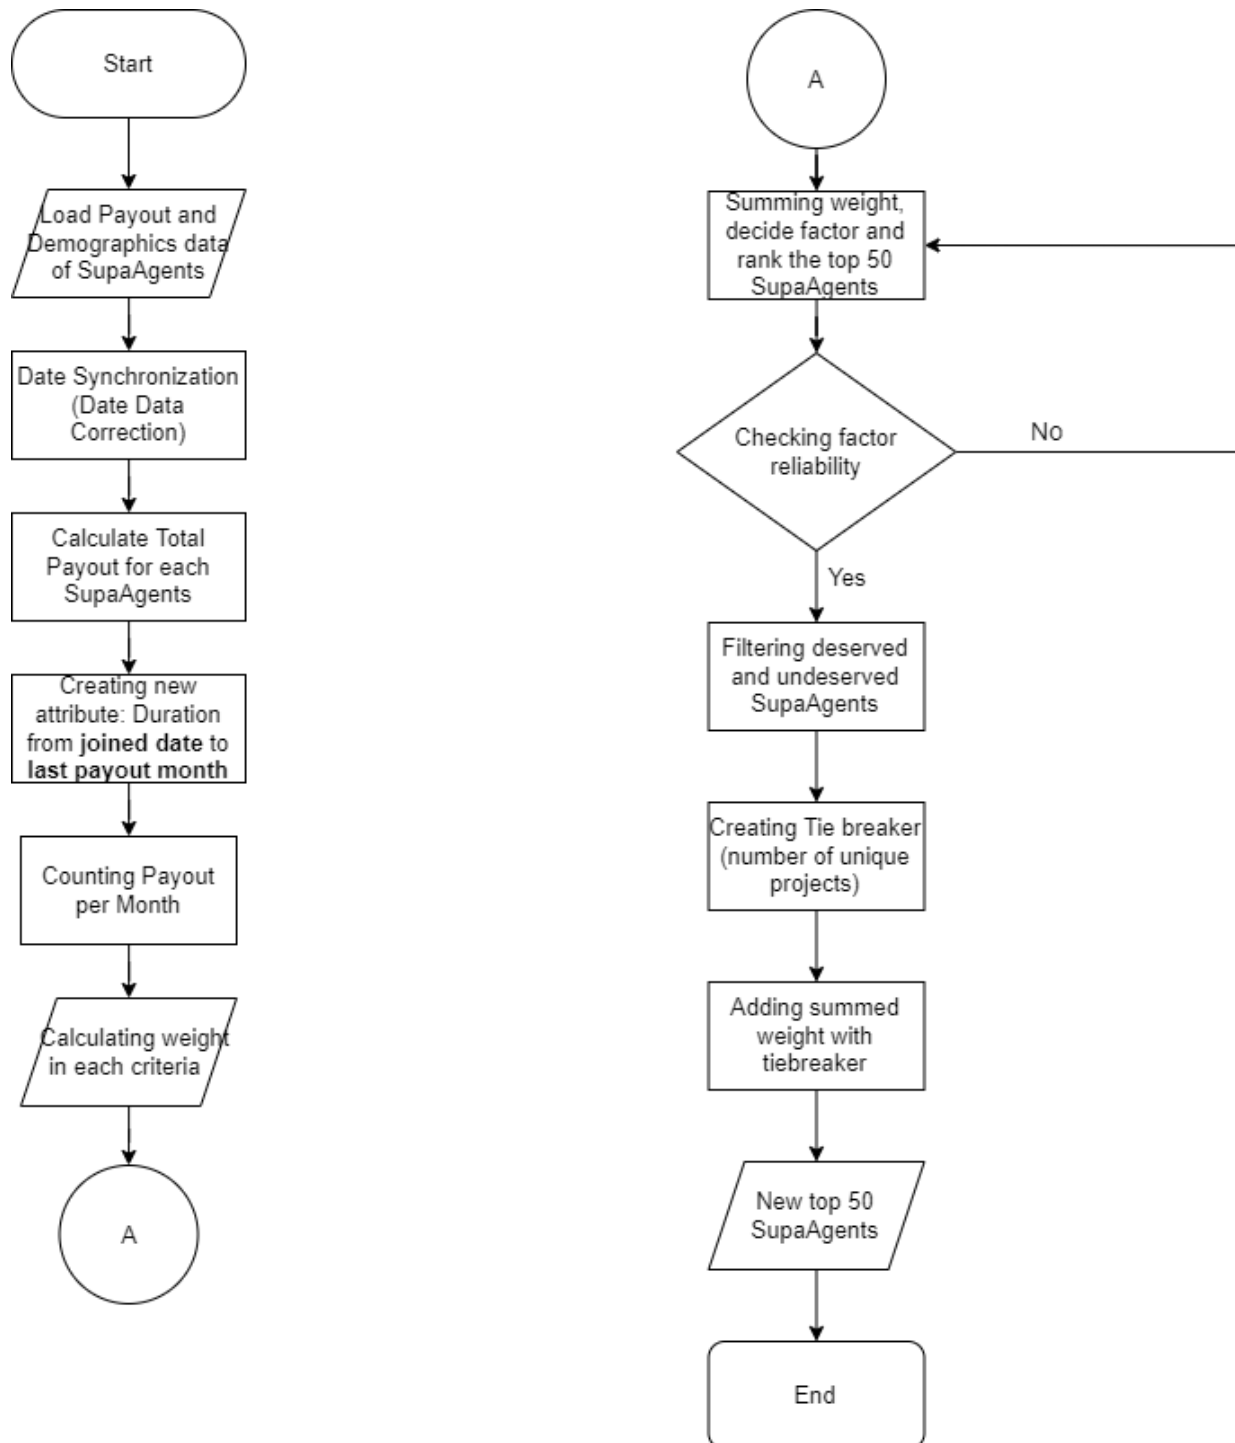 Start
Load Payout and
Demographics data
of SupaAgents
Date Synchronization
(Date Data
Correction)
Calculate Total
Payout for each
SupaAgents
Creating new
attribute: Duration
from joined date to
last payout month
Counting Payout
per Month
Calculating weight
in each criteria
A
A
Summing weight,
decide factor and
rank the top 50
SupaAgents
Checking factor
reliability
No
Yes
Filtering deserved
and undeserved
SupaAgents
Creating Tie breaker
(number of unique
projects)
Adding summed
weight with
tiebreaker
New top 50
SupaAgents
End